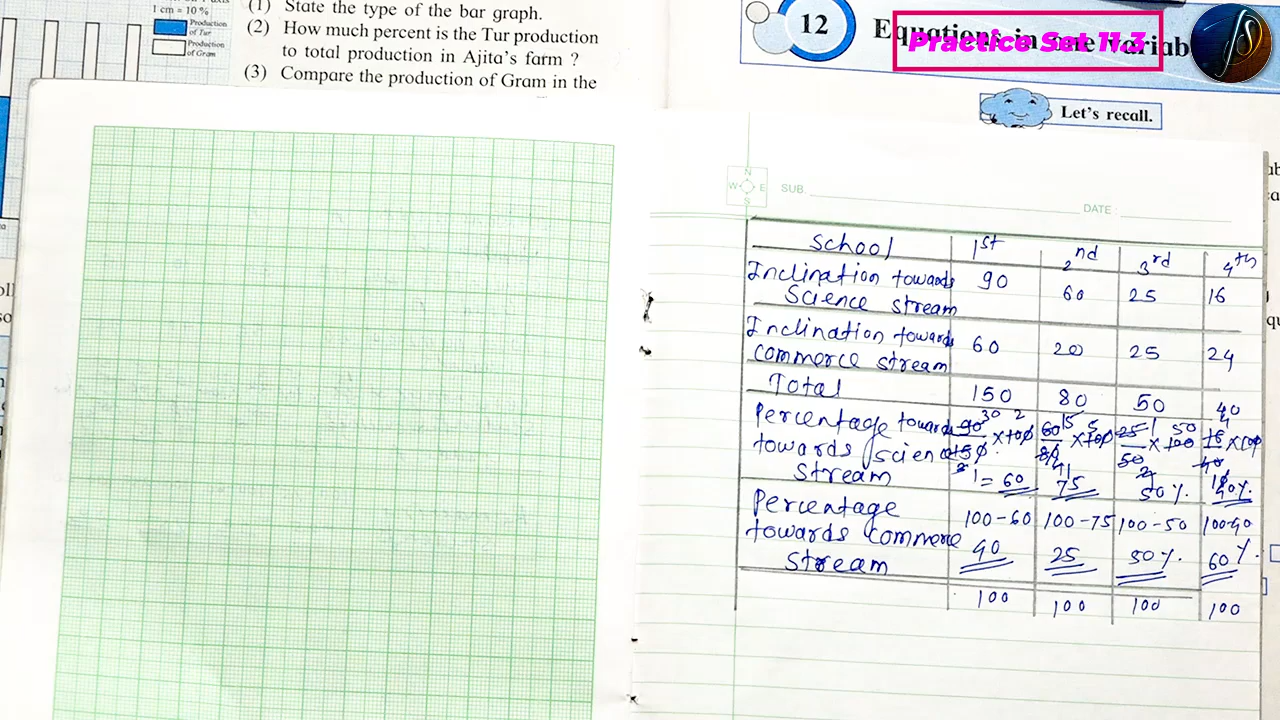 1 cm = 10 %
Production
of Tur
Production
of Gram
(1) State the type of the bar graph.
(2) How much percent is the Tur production
to total production in Ajita's farm ?
(3) Compare the production of Gram in the
12
Equations in one variab
Practice Set 11.3
Let's recall.
N
W E
S
SUB.
DATE :
School 1st 2nd 3rd 4th
Inclination towards
Science stream 90 60 25 16
Inclination towards
commerce stream 60 20 25 24
Total 150 80 50 40
Percentage towards
towards science
Stream = 60 75 50 % 40%
Percentage 100-60 100-75 100-50 100-40
towards commerce
Stream 40 25 50 % 60 %
100 100 100 100